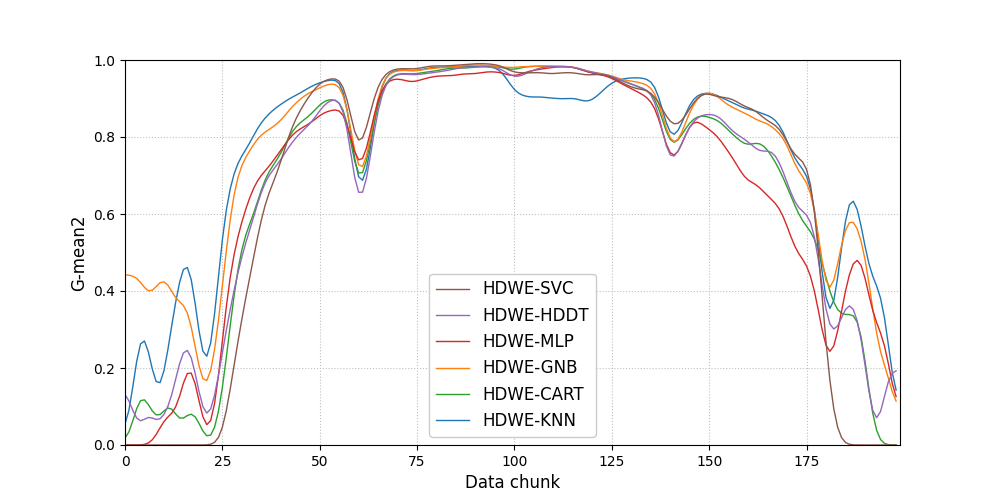 1.0
0.8
0.6
0.4
0.2
0.0
G-mean2
HDWE-SVC
HDWE-HDDT
HDWE-MLP
HDWE-GNB
HDWE-CART
HDWE-KNN
0 25 50 75 100 125 150 175
Data chunk